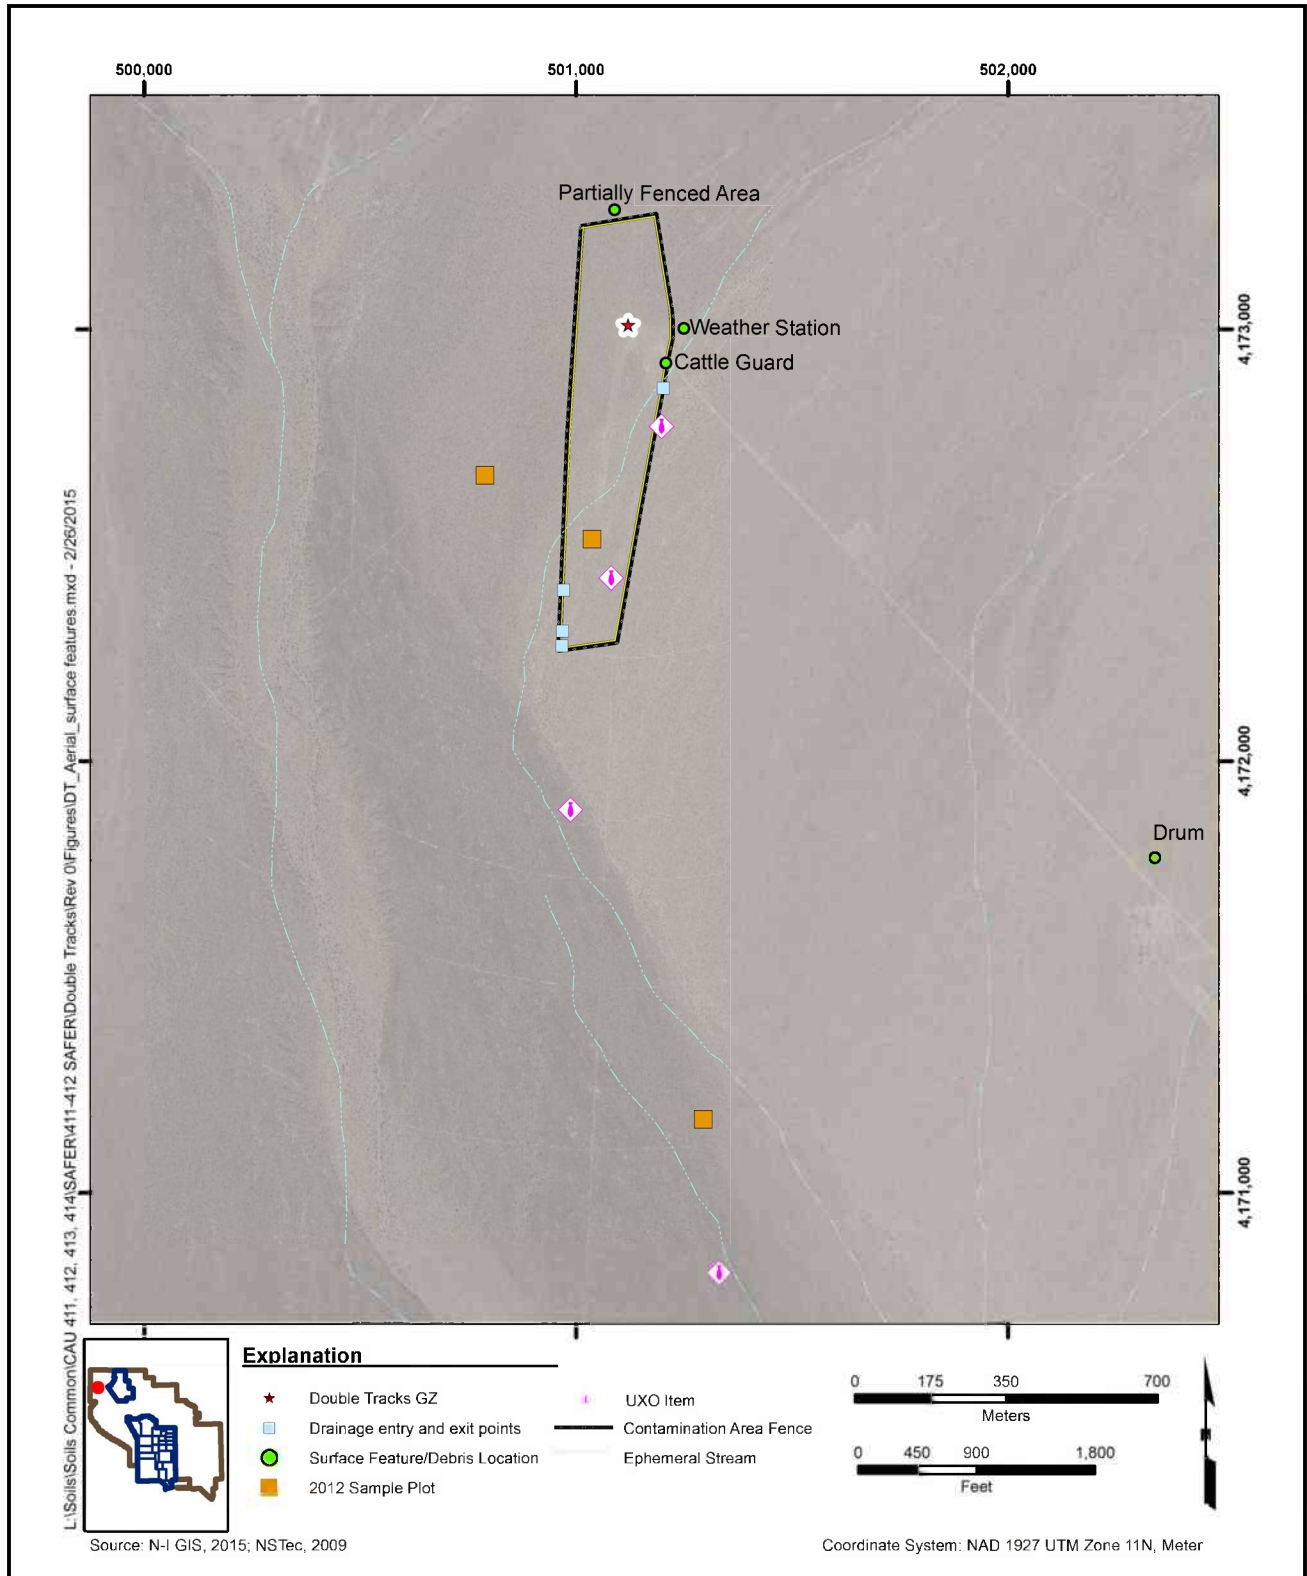 500,000
501,000
502,000
Partially Fenced Area
Weather Station
Cattle Guard
4,173,000
4,172,000
Drum
4,171,000
L:\Soils\Soils Common\CAU 411, 412, 413, 414\SAFER\411-412 SAFER\Double Tracks\Rev 0\Figures\DT_Aerial_surface features.mxd - 2/26/2015
Explanation
Double Tracks GZ
Drainage entry and exit points
Surface Feature/Debris Location
2012 Sample Plot
UXO Item
Contamination Area Fence
Ephemeral Stream
0 175 350 700
Meters
0 450 900 1,800
Feet
Source: N-I GIS, 2015; NSTec, 2009
Coordinate System: NAD 1927 UTM Zone 11N, Meter